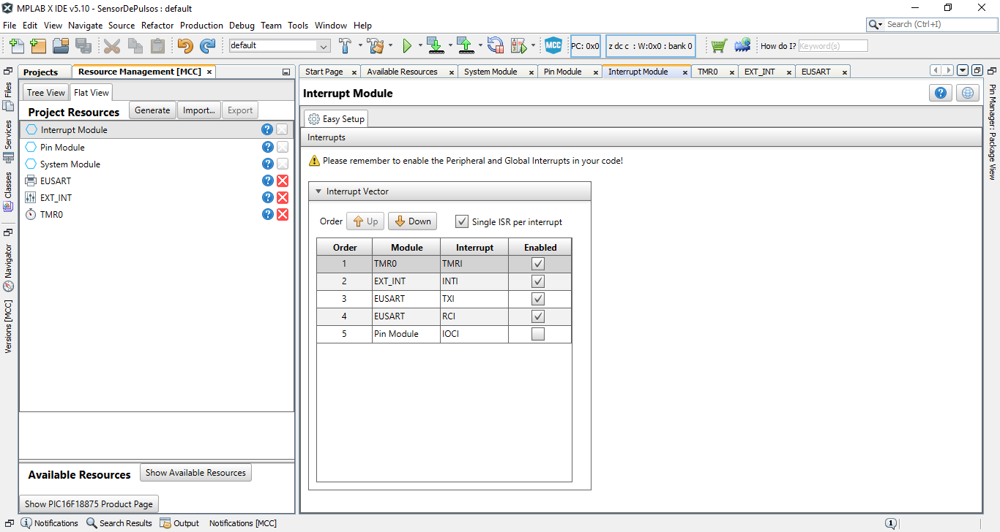 MPLAB X IDE v5.10 - SensorDePulsos : default
File Edit View Navigate Source Refactor Production Debug Team Tools Window Help
Search (Ctrl+I)
default
MCC
PC: 0x0
z dc c : W:0x0 : bank 0
How do I?
Keyword(s)
Projects
Resource Management [MCC]
Start Page
Available Resources
System Module
Pin Module
Interrupt Module
TMR0
EXT_INT
EUSART
Files
Services
Classes
Navigator
Versions [MCC]
Tree View
Flat View
Project Resources
Generate
Import...
Export
Interrupt Module
Pin Module
System Module
EUSART
EXT_INT
TMR0
Available Resources
Show Available Resources
Show PIC16F18875 Product Page
Interrupt Module
Easy Setup
Interrupts
Please remember to enable the Peripheral and Global Interrupts in your code!
Interrupt Vector
Order
Up
Down
Single ISR per interrupt
Order Module Interrupt Enabled
1 TMR0 TMRI
2 EXT_INT INTI
3 EUSART TXI
4 EUSART RCI
5 Pin Module IOCI
Pin Manager: Package View
Notifications
Search Results
Output
Notifications [MCC]
1